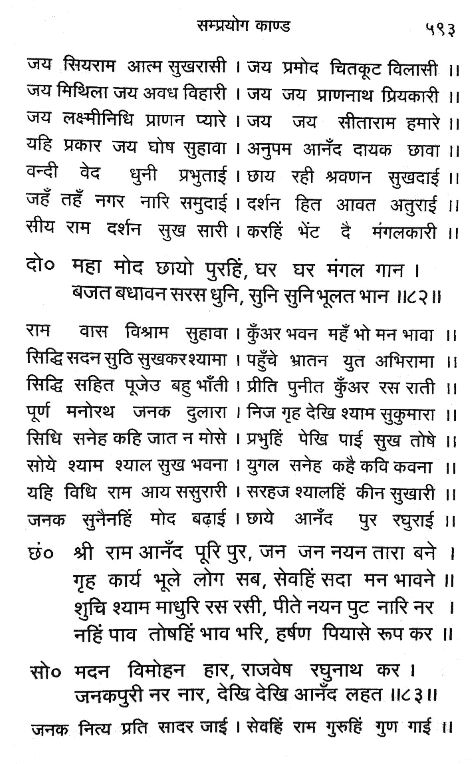 सम्प्रयोग काण्ड ५९३
जय सियराम आत्म सुखरासी । जय प्रमोद चितकूट विलासी ।।
जय मिथिला जय अवध विहारी । जय जय प्राणनाथ प्रियकारी ।।
जय लक्ष्मीनिधि प्राणन प्यारे । जय जय सीताराम हमारे ।।
यहि प्रकार जय घोष सुहावा । अनुपम आनँद दायक छावा ।।
वन्दी वेद धुनी प्रभुताई । छाय रही श्रवणन सुखदाई ।।
जहँ तहँ नगर नारि समुदाई । दर्शन हित आवत अतुराई ।।
सीय राम दर्शन सुख सारी । करहिं भेंट दै मंगलकारी ।।
दो० महा मोद छायो पुरहिं, घर घर मंगल गान ।
बजत बधावन सरस धुनि, सुनि सुनि भूलत भान ।।८२।।
राम वास विश्राम सुहावा । कुँअर भवन महँ भो मन भावा ।।
सिद्धि सदन सुठि सुखकर श्यामा । पहुँचे भ्रातन युत अभिरामा ।।
सिद्धि सहित पूजेउ बहु भाँती । प्रीति पुनीत कुँअर रस राती ।।
पूर्ण मनोरथ जनक दुलारा । निज गृह देखि श्याम सुकुमारा ।।
सिधि सनेह कहि जात न मोसे । प्रभुहिं पेखि पाई सुख तोषे ।।
सोये श्याम श्याल सुख भवना । युगल सनेह कहै कवि कवना ।।
यहि विधि राम आय ससुरारी । सरहज श्यालहिं कीन सुखारी ।।
जनक सुनैनहिं मोद बढ़ाई । छाये आनँद पुर रघुराई ।।
छं० श्री राम आनँद पूरि पुर, जन जन नयन तारा बने ।
गृह कार्य भूले लोग सब, सेवहिं सदा मन भावने ।।
शुचि श्याम माधुरि रस रसी, पीते नयन पुट नारि नर ।
नहिं पाव तोषहिं भाव भरि, हर्षण पियासे रूप कर ।।
सो० मदन विमोहन हार, राजवेष रघुनाथ कर ।
जनकपुरी नर नार, देखि देखि आनँद लहत ।।८३।।
जनक नित्य प्रति सादर जाई । सेवहिं राम गुरुहिं गुण गाई ।।